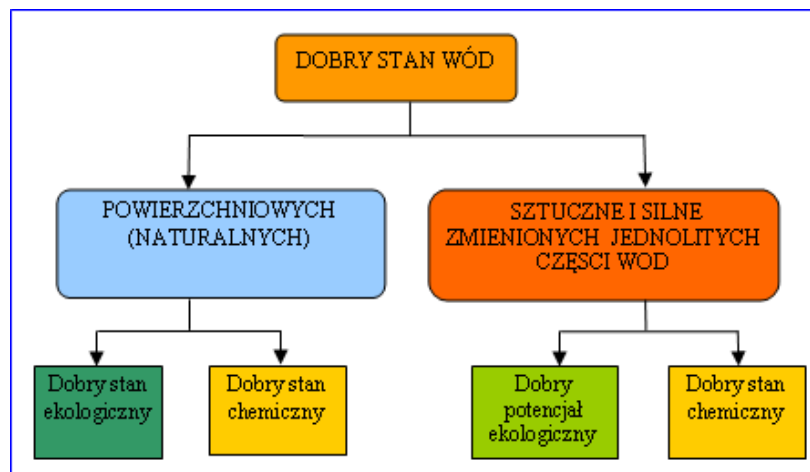 DOBRY STAN WÓD
POWIERZCHNIOWYCH
(NATURALNYCH)
SZTUCZNE I SILNE
ZMIENIONYCH JEDNOLITYCH
CZĘSCI WOD
Dobry stan
ekologiczny
Dobry stan
chemiczny
Dobry
potencjał
ekologiczny
Dobry stan
chemiczny